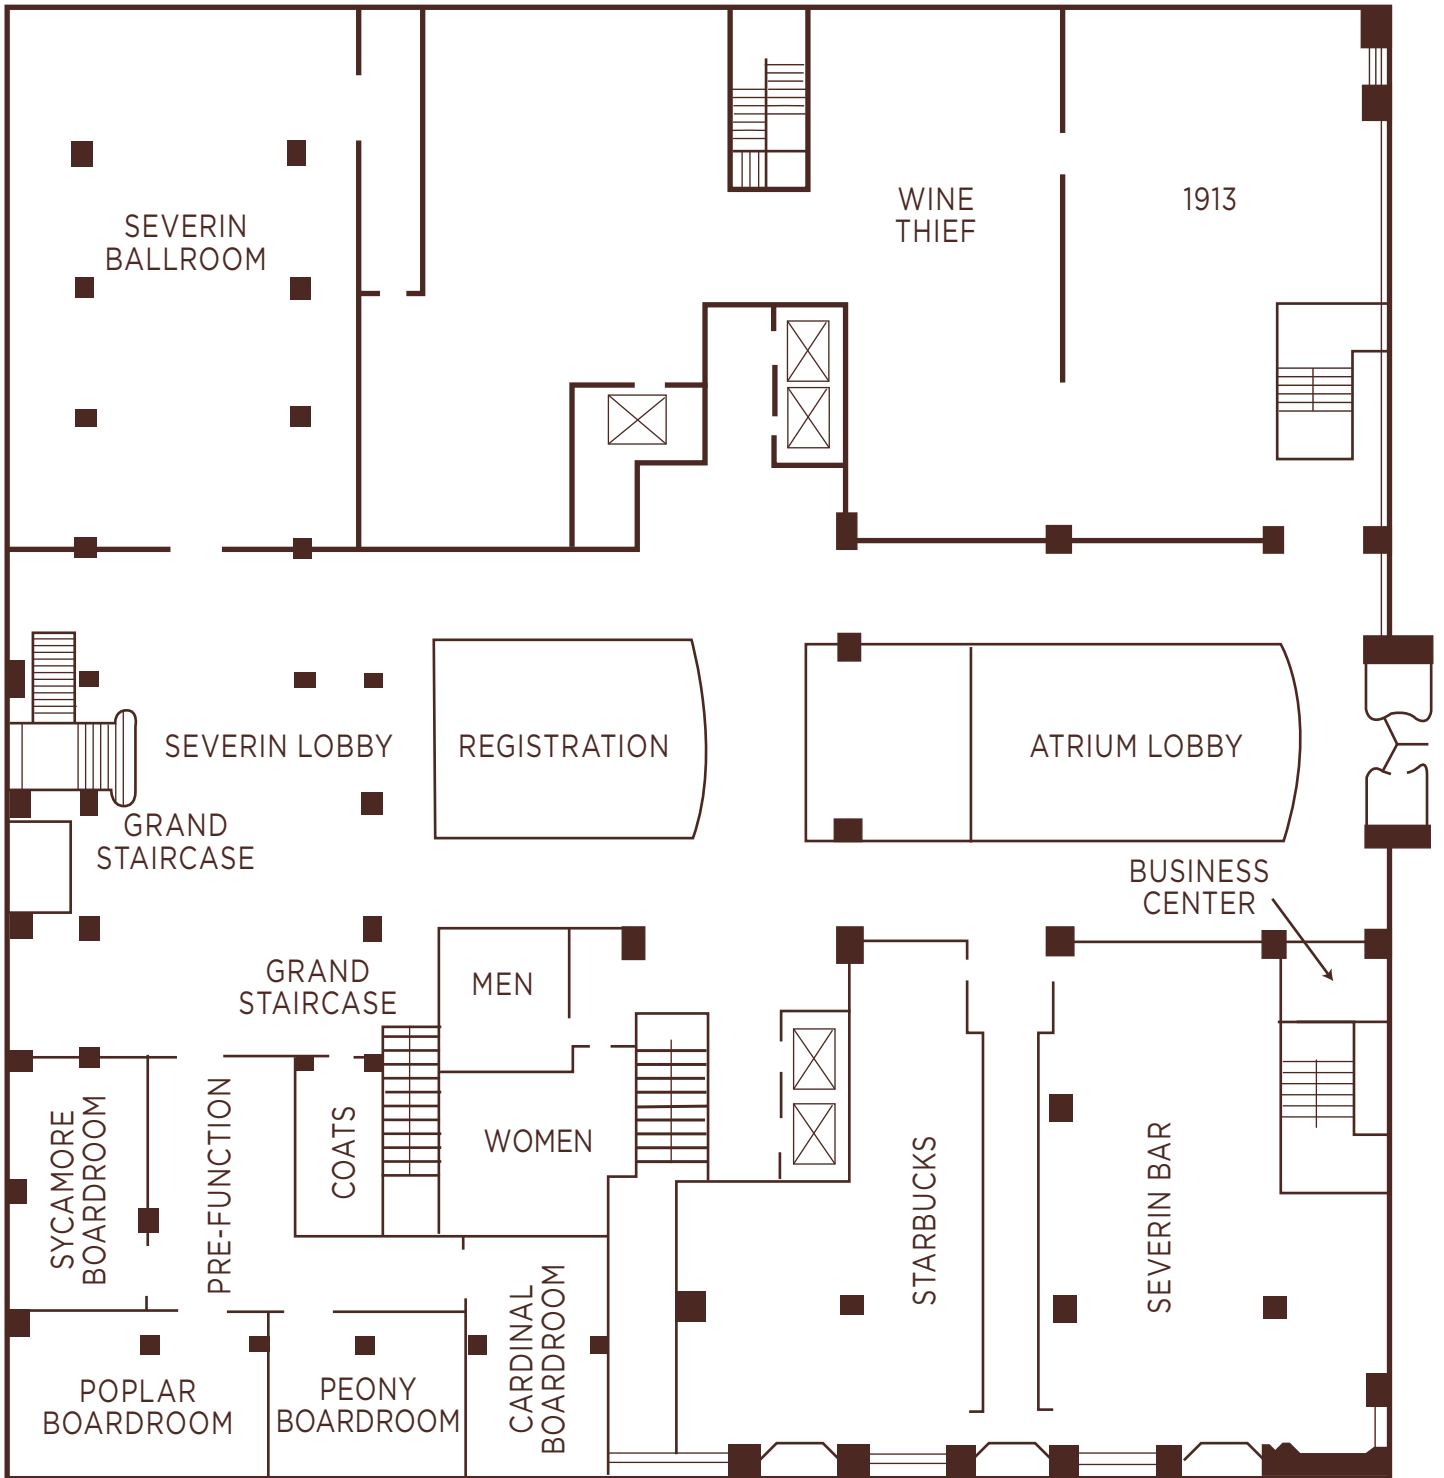 WINE
THIEF
1913
SEVERIN
BALLROOM
SEVERIN LOBBY
REGISTRATION
ATRIUM LOBBY
GRAND
STAIRCASE
BUSINESS
CENTER
GRAND
STAIRCASE
MEN
WOMEN
COATS
SYCAMORE
BOARDROOM
PRE-FUNCTION
STARBUCKS
SEVERIN BAR
CARDINAL
BOARDROOM
POPLAR
BOARDROOM
PEONY
BOARDROOM